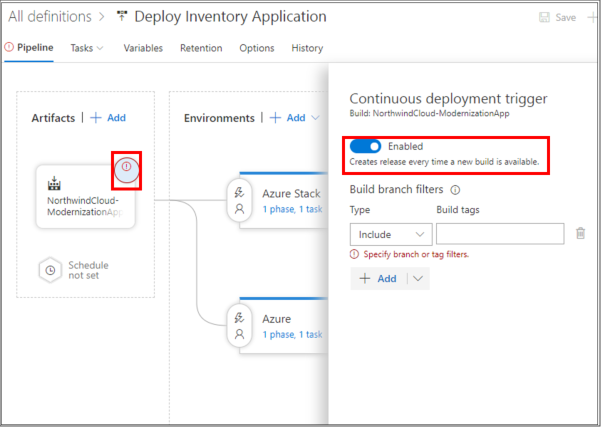 All definitions > Deploy Inventory Application
Save
Pipeline Tasks Variables Retention Options History
Artifacts | + Add
Environments | + Add
NorthwindCloud-
ModernizationAp
Schedule
not set
Azure Stack
1 phase, 1 task
Azure
1 phase, 1 task
Continuous deployment trigger
Build: NorthwindCloud-ModernizationApp
Enabled
Creates release every time a new build is available.
Build branch filters
Type Build tags
Include
Specify branch or tag filters.
+ Add